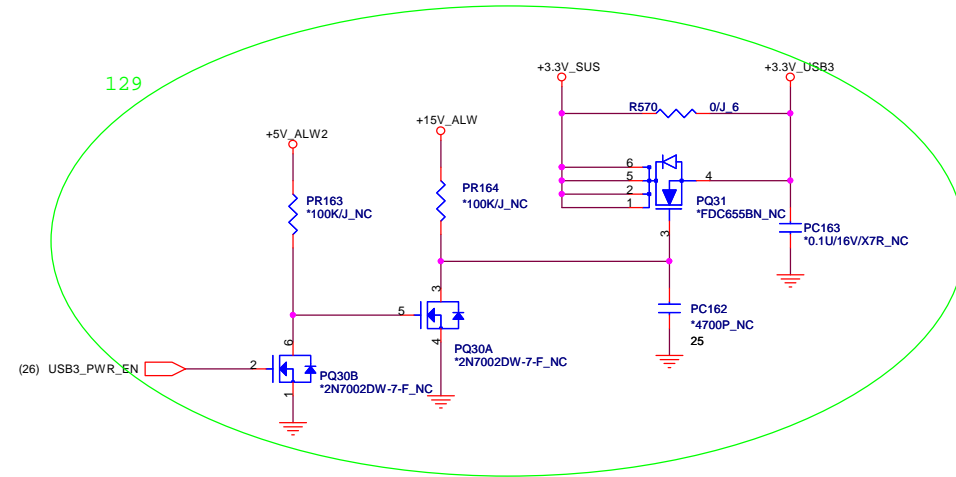 129
+3.3V_SUS
+3.3V_USB3
R570
0/J_6
+5V_ALW2
+15V_ALW
6
5
2
1
4
3
PQ31
*FDC655BN_NC
PR163
*100K/J_NC
PR164
*100K/J_NC
PC163
*0.1U/16V/X7R_NC
3
5
4
PQ30A
*2N7002DW-7-F_NC
PC162
*4700P_NC
25
(26) USB3_PWR_EN
6
2
1
PQ30B
*2N7002DW-7-F_NC